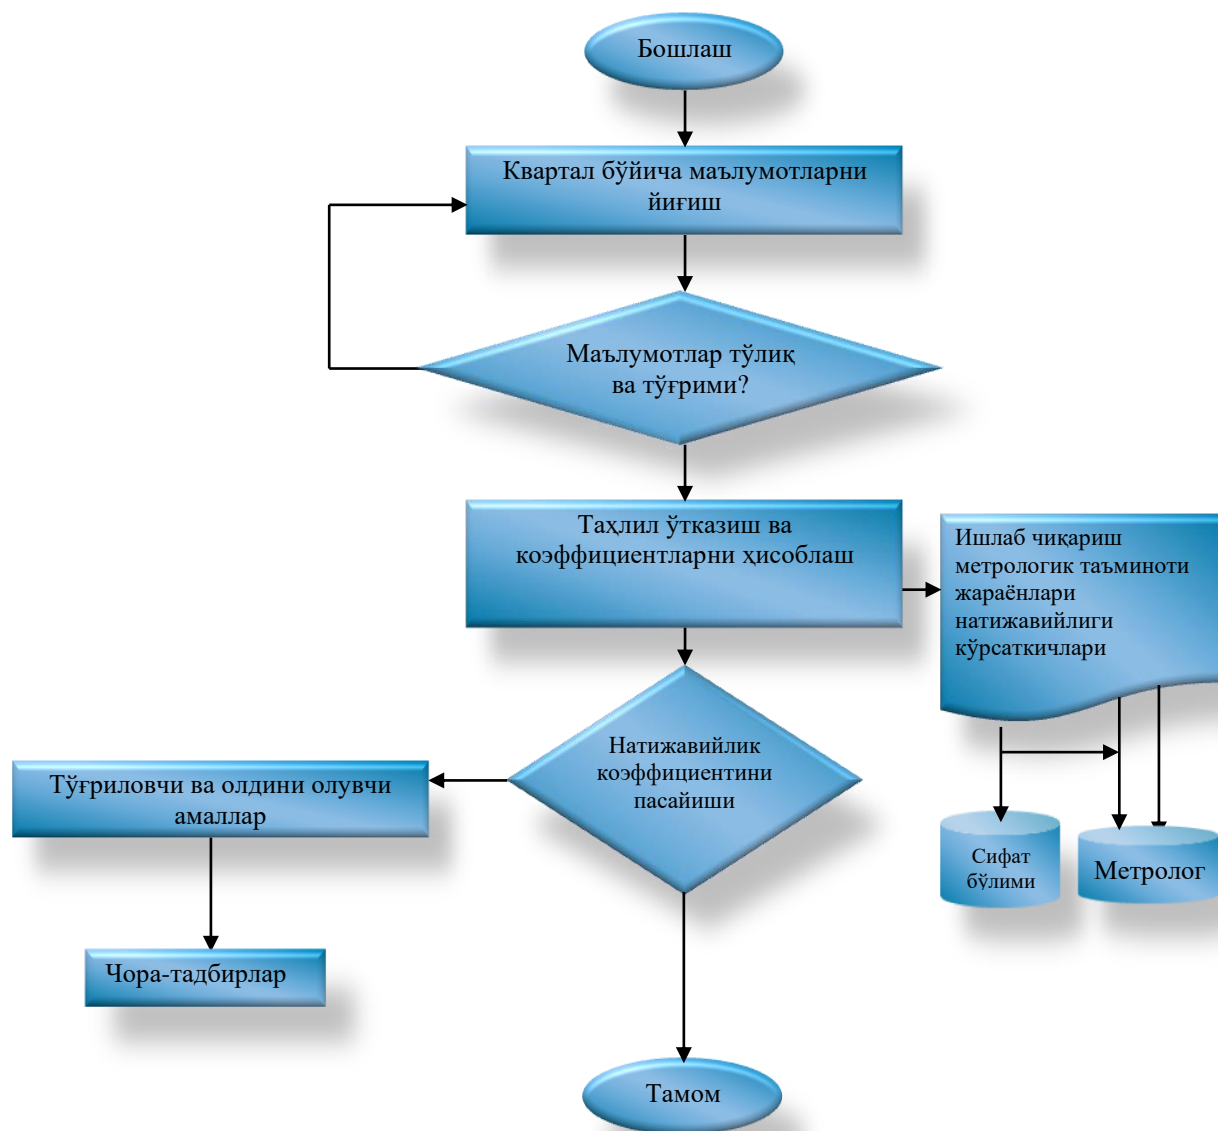 Бошлаш
Квартал бўйича маълумотларни
йиғиш
Маълумотлар тўлиқ
ва тўғрими?
Таҳлил ўтказиш ва
коэффициентларни ҳисоблаш
Ишлаб чиқариш
метрологик таъминоти
жараёнлари
натижавийлиги
кўрсаткичлари
Натижавийлик
коэффициентини
пасайиши
Тўғриловчи ва олдини олувчи
амаллар
Сифат
бўлими
Метролог
Чора-тадбирлар
Тамом